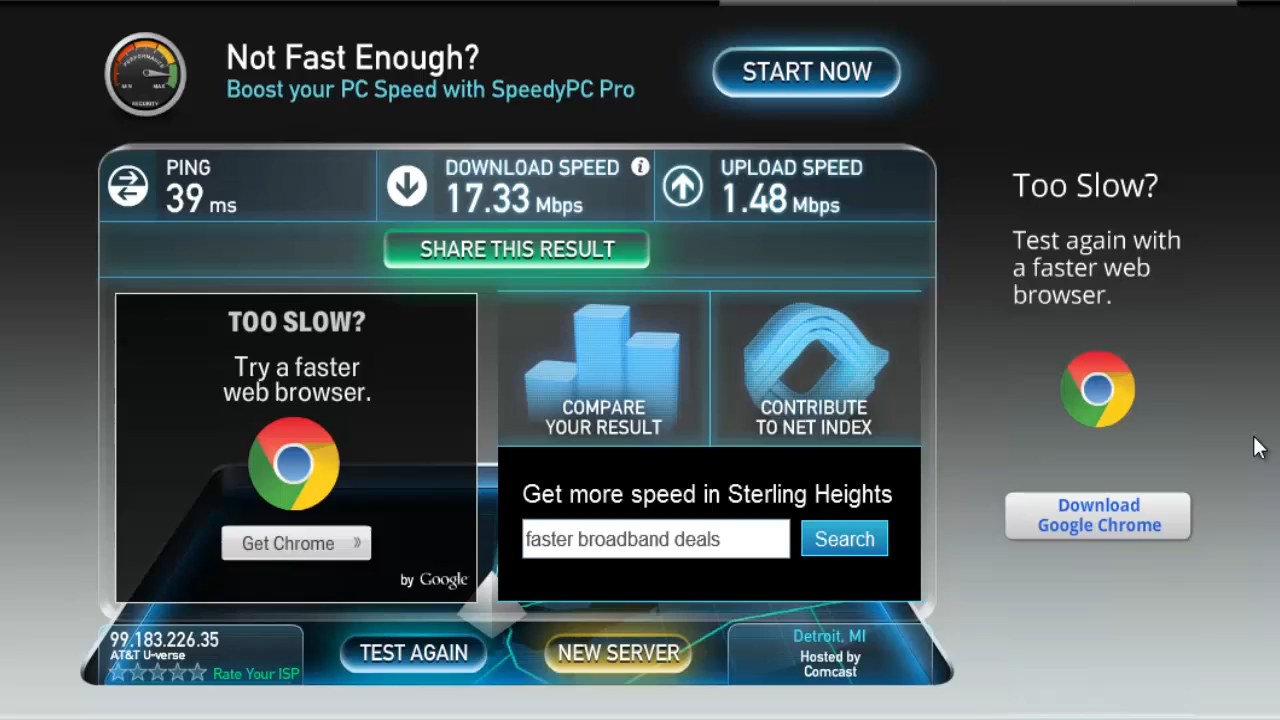 Not Fast Enough?
Boost your PC Speed with SpeedyPC Pro
START NOW
PERFORMANCE
MIN
MAX
SECURITY
PING
39 ms
DOWNLOAD SPEED
17.33 Mbps
UPLOAD SPEED
1.48 Mbps
SHARE THIS RESULT
TOO SLOW?
Try a faster
web browser.
Get Chrome »
by Google
COMPARE
YOUR RESULT
CONTRIBUTE
TO NET INDEX
Get more speed in Sterling Heights
faster broadband deals
Search
99.183.226.35
AT&T U-verse
Rate Your ISP
TEST AGAIN
NEW SERVER
Detroit, MI
Hosted by
Comcast
Too Slow?
Test again with
a faster web
browser.
Download
Google Chrome